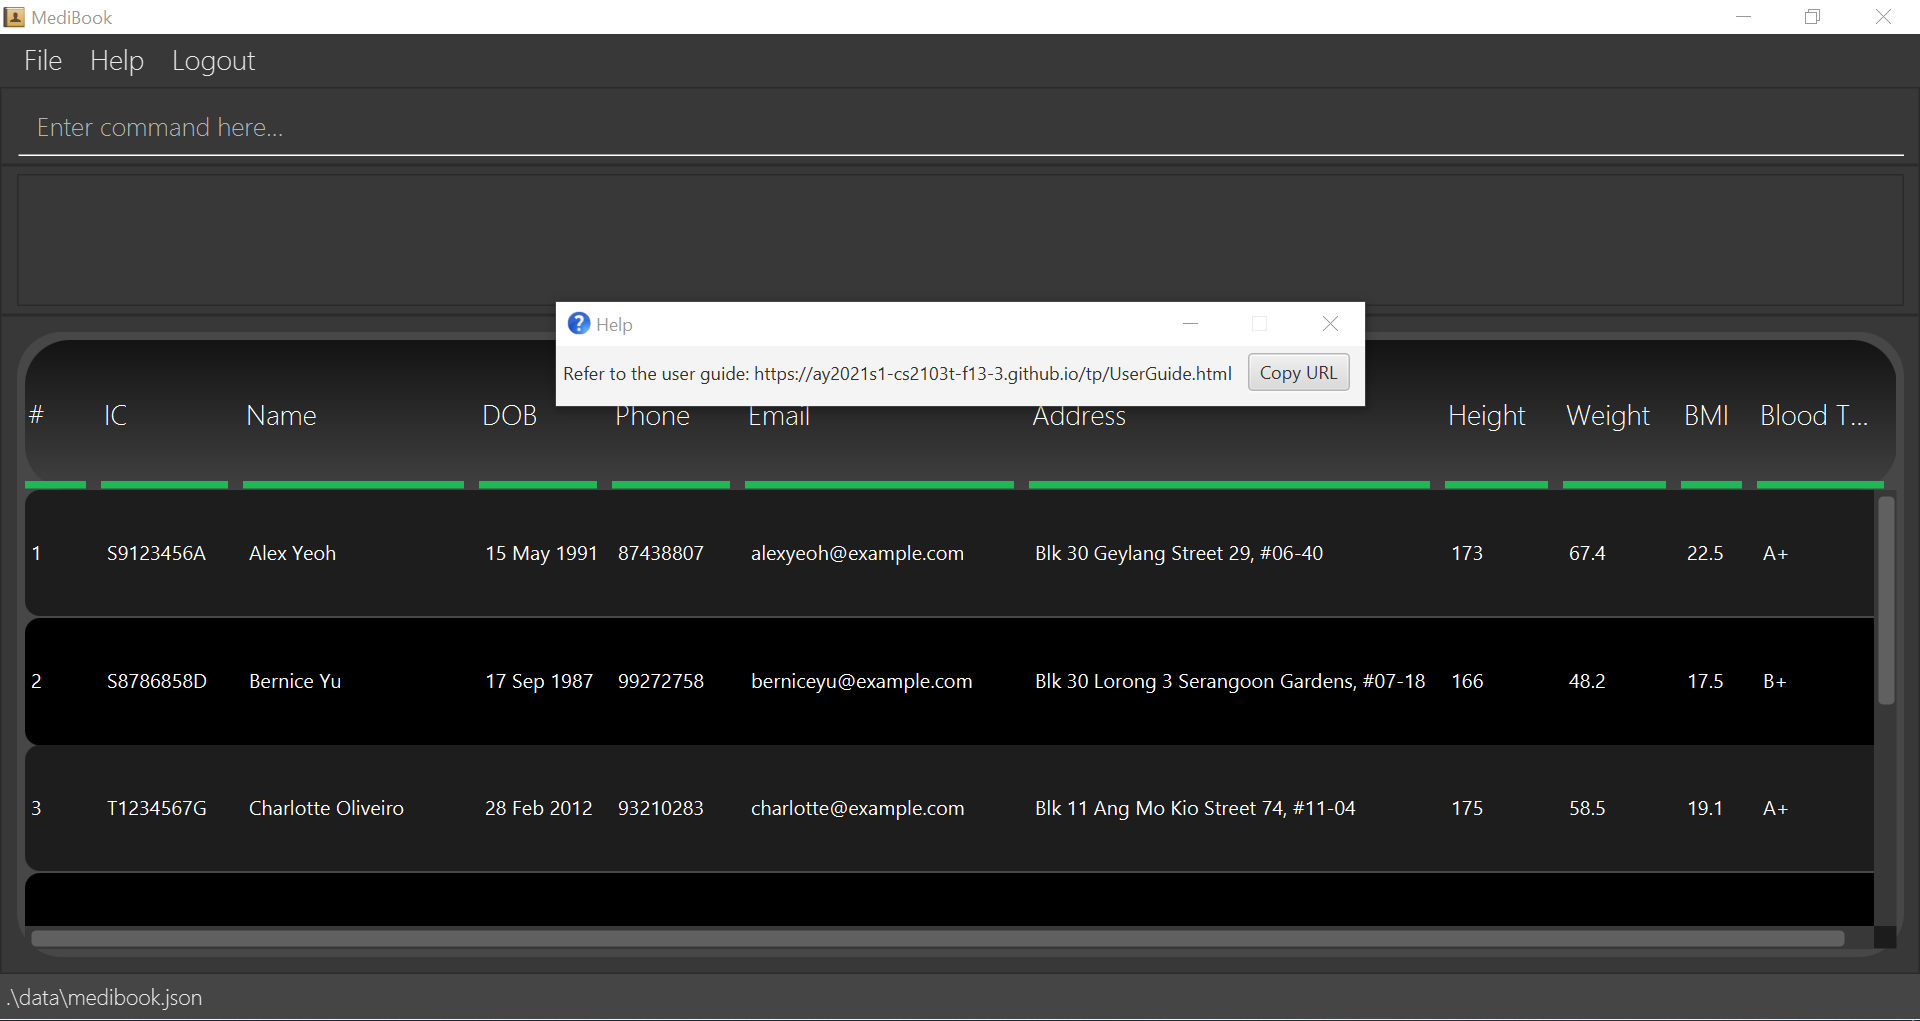 MediBook
File Help Logout
Enter command here...
Help
Refer to the user guide: https://ay2021s1-cs2103t-f13-3.github.io/tp/UserGuide.html Copy URL
# IC Name DOB Phone Email Address Height Weight BMI Blood T...
1 S9123456A Alex Yeoh 15 May 1991 87438807 alexyeoh@example.com Blk 30 Geylang Street 29, #06-40 173 67.4 22.5 A+
2 S8786858D Bernice Yu 17 Sep 1987 99272758 berniceyu@example.com Blk 30 Lorong 3 Serangoon Gardens, #07-18 166 48.2 17.5 B+
3 T1234567G Charlotte Oliveiro 28 Feb 2012 93210283 charlotte@example.com Blk 11 Ang Mo Kio Street 74, #11-04 175 58.5 19.1 A+
.\data\medibook.json